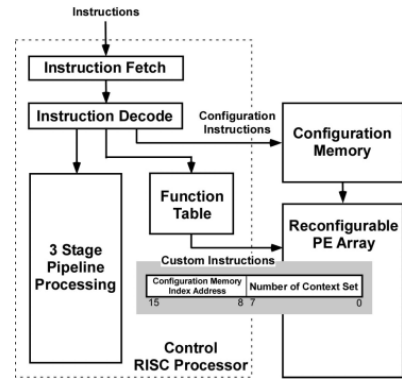 Instructions
Instruction Fetch
Instruction Decode
Configuration
Instructions
Configuration
Memory
Function
Table
Reconfigurable
PE Array
3 Stage
Pipeline
Processing
Custom Instructions
Configuration Memory
Index Address
Number of Context Set
15 8 7 0
Control
RISC Processor